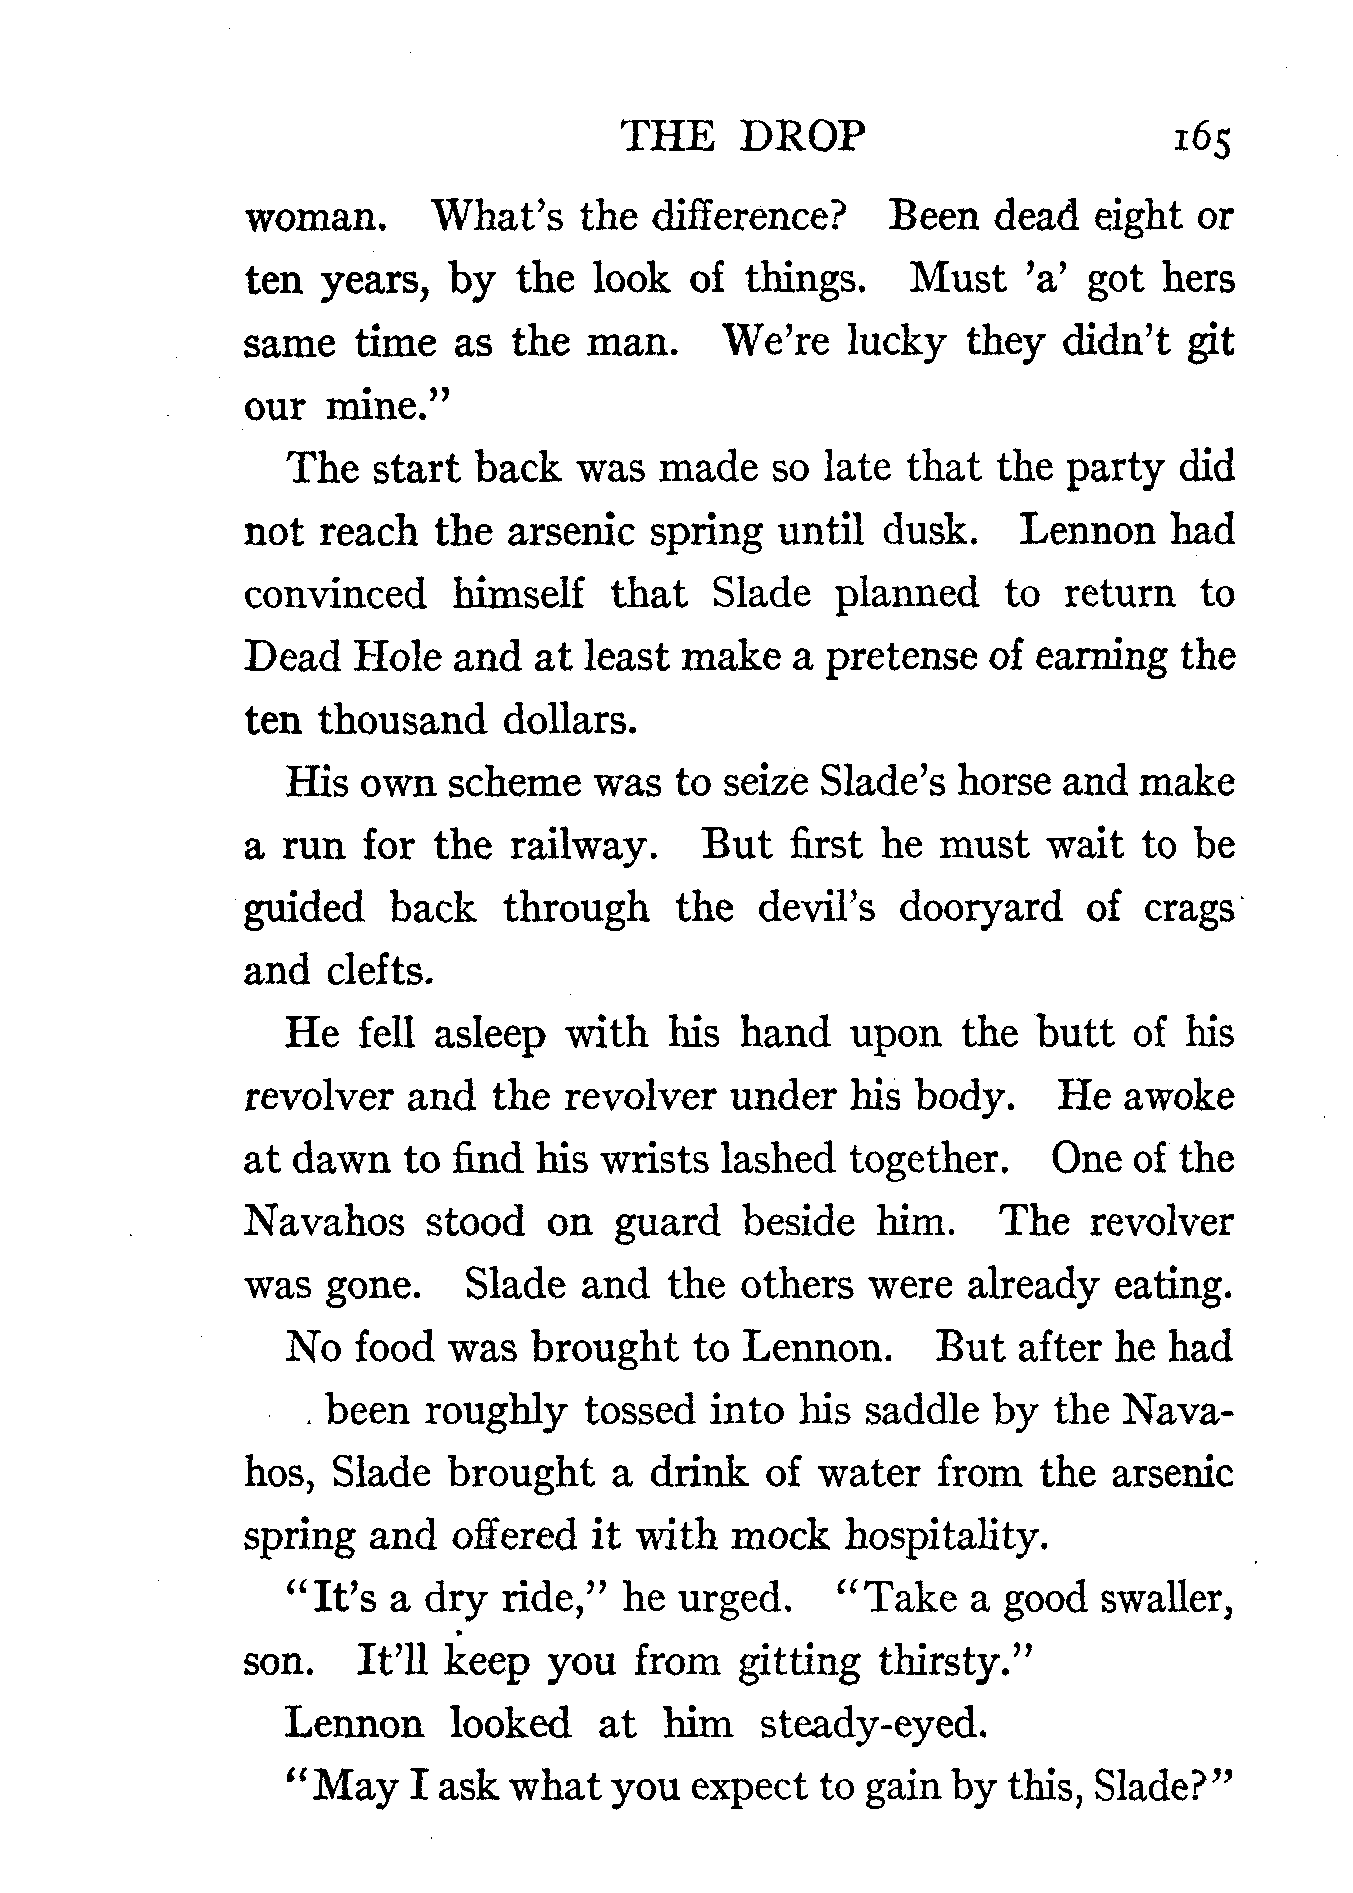 THE DROP 165
woman. What's the difference? Been dead eight or
ten years, by the look of things. Must 'a' got hers
same time as the man. We're lucky they didn't git
our mine."
The start back was made so late that the party did
not reach the arsenic spring until dusk. Lennon had
convinced himself that Slade planned to return to
Dead Hole and at least make a pretense of earning the
ten thousand dollars.
His own scheme was to seize Slade's horse and make
a run for the railway. But first he must wait to be
guided back through the devil's dooryard of crags
and clefts.
He fell asleep with his hand upon the butt of his
revolver and the revolver under his body. He awoke
at dawn to find his wrists lashed together. One of the
Navahos stood on guard beside him. The revolver
was gone. Slade and the others were already eating.
No food was brought to Lennon. But after he had
been roughly tossed into his saddle by the Nava-
hos, Slade brought a drink of water from the arsenic
spring and offered it with mock hospitality.
"It's a dry ride," he urged. "Take a good swaller,
son. It'll keep you from gitting thirsty."
Lennon looked at him steady-eyed.
"May I ask what you expect to gain by this, Slade?"